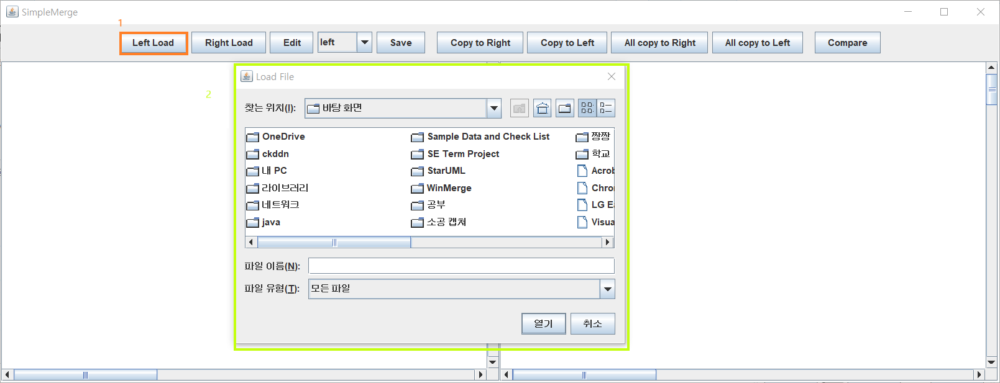 SimpleMerge
1
Left Load Right Load Edit left Save Copy to Right Copy to Left All copy to Right All copy to Left Compare
2
Load File
찾는 위치(I): 바탕 화면
OneDrive Sample Data and Check List 짱짱
ckddn SE Term Project 학교
내 PC StarUML Acrob
라이브러리 WinMerge Chro
네트워크 공부 LG Ea
java 소공 캡쳐 Visua
파일 이름(N):
파일 유형(T): 모든 파일
열기 취소